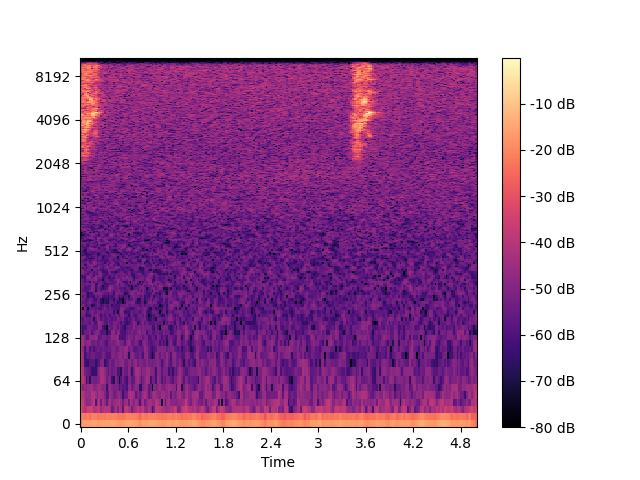 8192
4096
2048
1024
512
256
128
64
0
Hz
0 0.6 1.2 1.8 2.4 3 3.6 4.2 4.8
Time
-10 dB
-20 dB
-30 dB
-40 dB
-50 dB
-60 dB
-70 dB
-80 dB